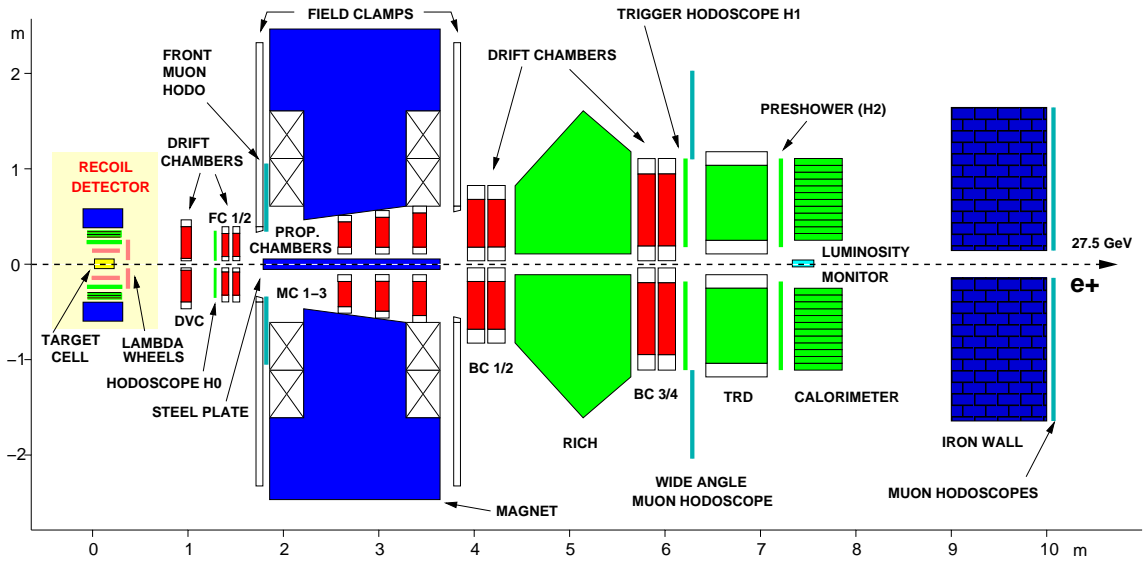 FIELD CLAMPS
TRIGGER HODOSCOPE H1
m
FRONT
MUON
HODO
DRIFT CHAMBERS
2
PRESHOWER (H2)
DRIFT
CHAMBERS
1
RECOIL
DETECTOR
FC 1/2
PROP.
CHAMBERS
LUMINOSITY
MONITOR
27.5 GeV
0
e+
MC 1–3
DVC
TARGET
CELL
LAMBDA
WHEELS
HODOSCOPE H0
STEEL PLATE
–1
BC 1/2
BC 3/4
TRD
CALORIMETER
RICH
IRON WALL
–2
WIDE ANGLE
MUON HODOSCOPE
MUON HODOSCOPES
MAGNET
0 1 2 3 4 5 6 7 8 9 10 m